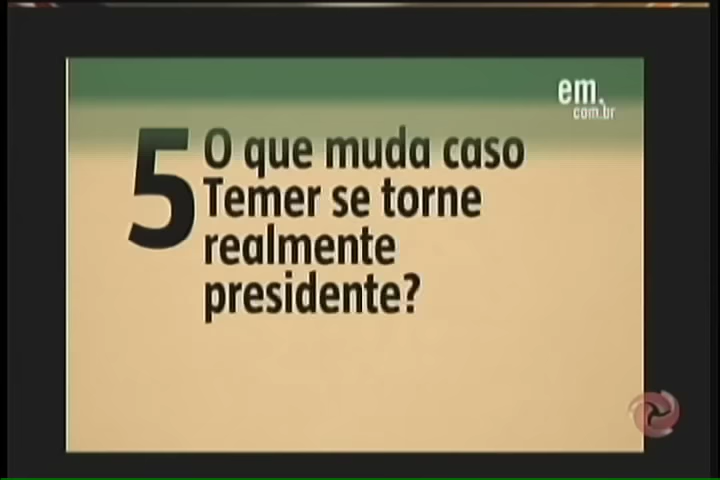 em.
com.br
5 O que muda caso
Temer se torne
realmente
presidente?